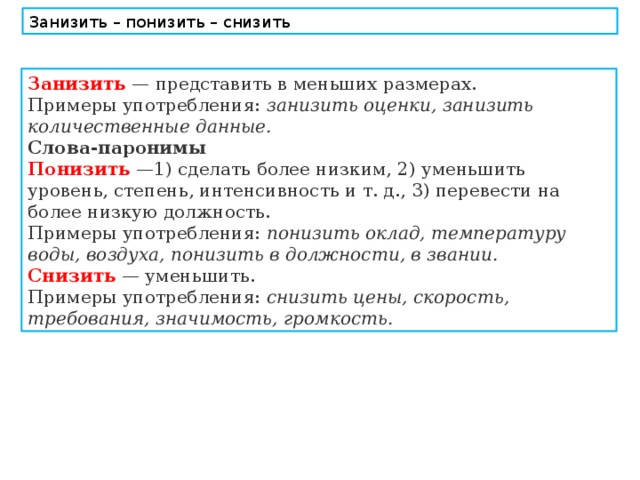 Занизить – понизить – снизить
Занизить — представить в меньших размерах.
Примеры употребления: занизить оценки, занизить
количественные данные.
Слова-паронимы
Понизить —1) сделать более низким, 2) уменьшить
уровень, степень, интенсивность и т. д., 3) перевести на
более низкую должность.
Примеры употребления: понизить оклад, температуру
воды, воздуха, понизить в должности, в звании.
Снизить — уменьшить.
Примеры употребления: снизить цены, скорость,
требования, значимость, громкость.